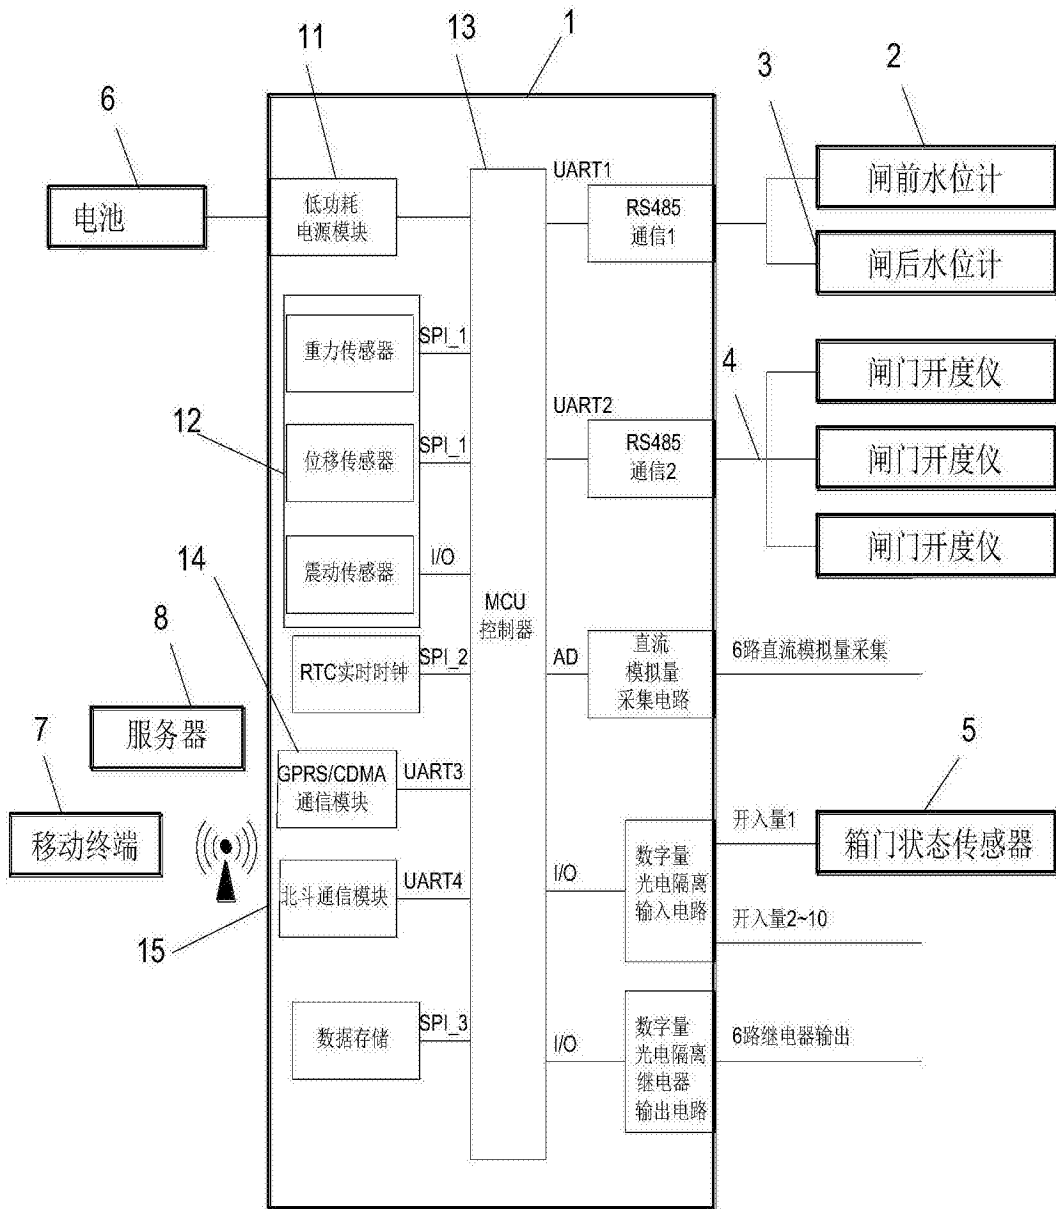 1
11
13
2
3
6
UART1
闸前水位计
电池
低功耗
电源模块
RS485
通信1
闸后水位计
重力传感器
SPI_1
4
闸门开度仪
12
位移传感器
SPI_1
UART2
RS485
通信2
闸门开度仪
14
震动传感器
I/O
闸门开度仪
MCU
控制器
8
RTC实时时钟
SPI_2
AD
直流
模拟量
采集电路
6路直流模拟量采集
7
服务器
GPRS/CDMA
通信模块
UART3
5
移动终端
开入量1
箱门状态传感器
15
北斗通信模块
UART4
I/O
数字量
光电隔离
输入电路
开入量2~10
数据存储
SPI_3
I/O
数字量
光电隔离
继电器
输出电路
6路继电器输出